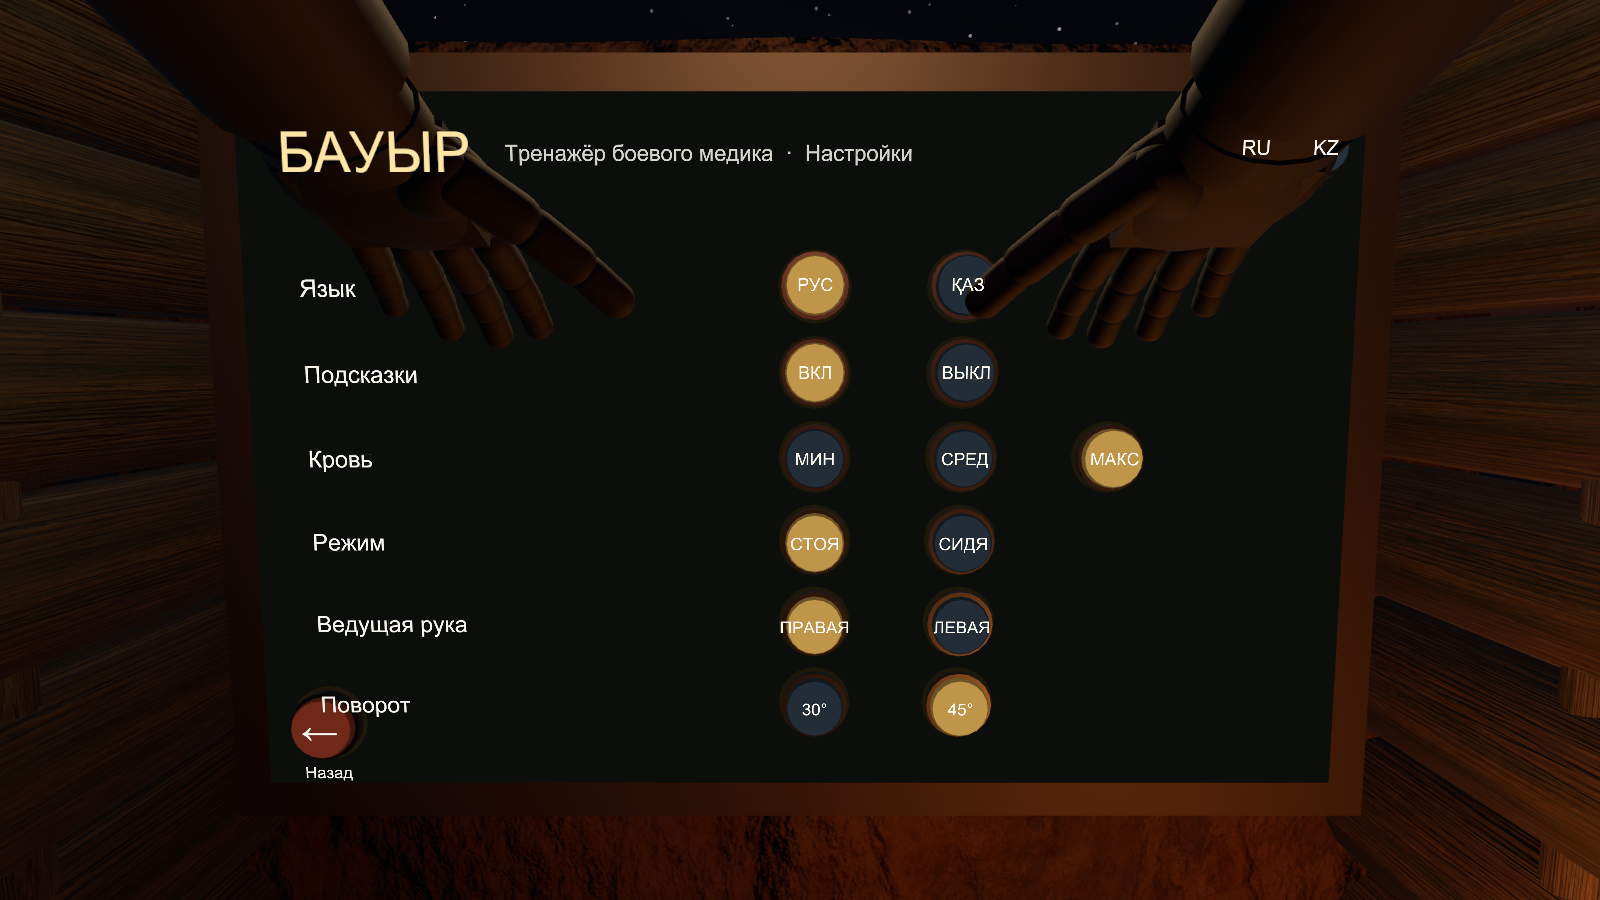 БАУЫР Тренажёр боевого медика · Настройки RU KZ
Язык РУС ҚАЗ
Подсказки ВКЛ ВЫКЛ
Кровь МИН СРЕД МАКС
Режим СТОЯ СИДЯ
Ведущая рука ПРАВАЯ ЛЕВАЯ
Поворот 30° 45°
←
Назад